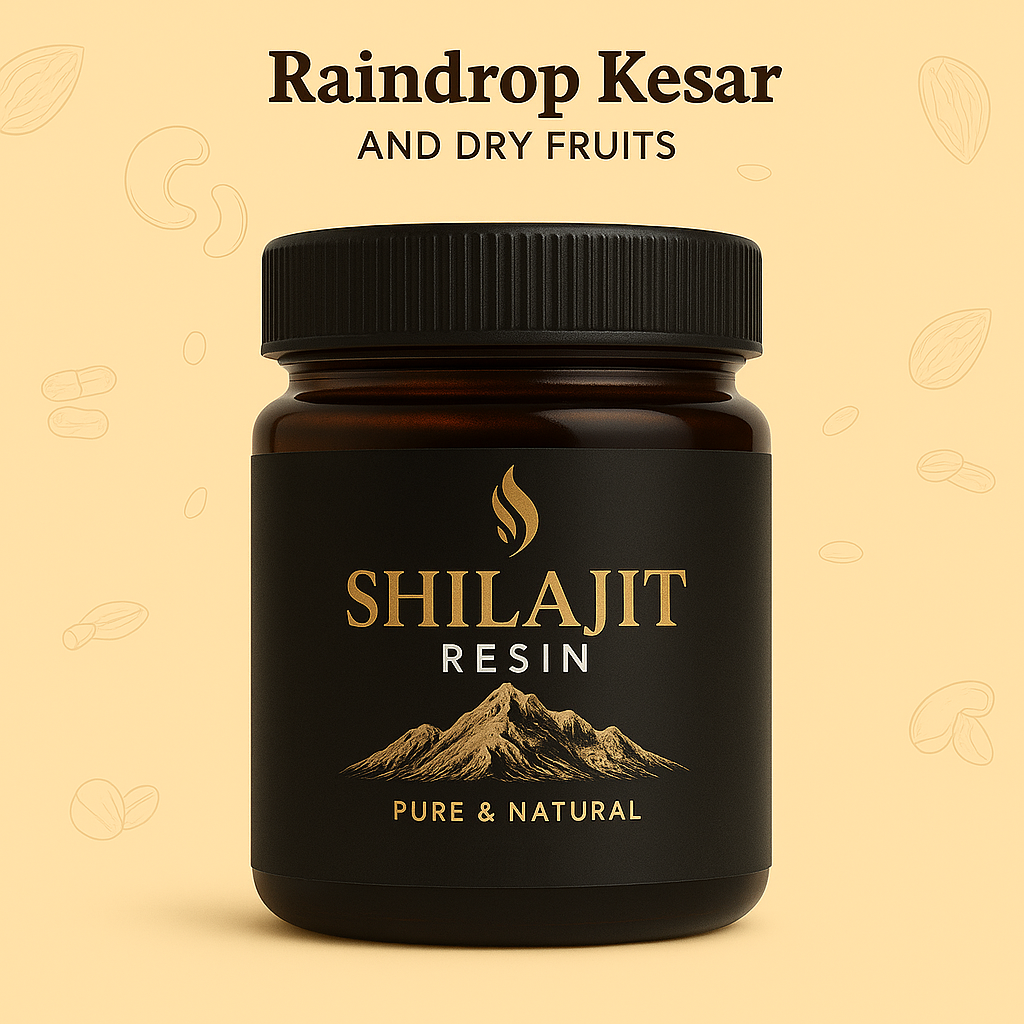 Raindrop Kesar
AND DRY FRUITS
SHILAJIT
RESIN
PURE & NATURAL